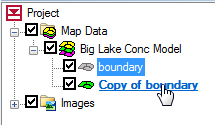 Project
Map Data
Big Lake Conc Model
boundary
Copy of boundary
Images